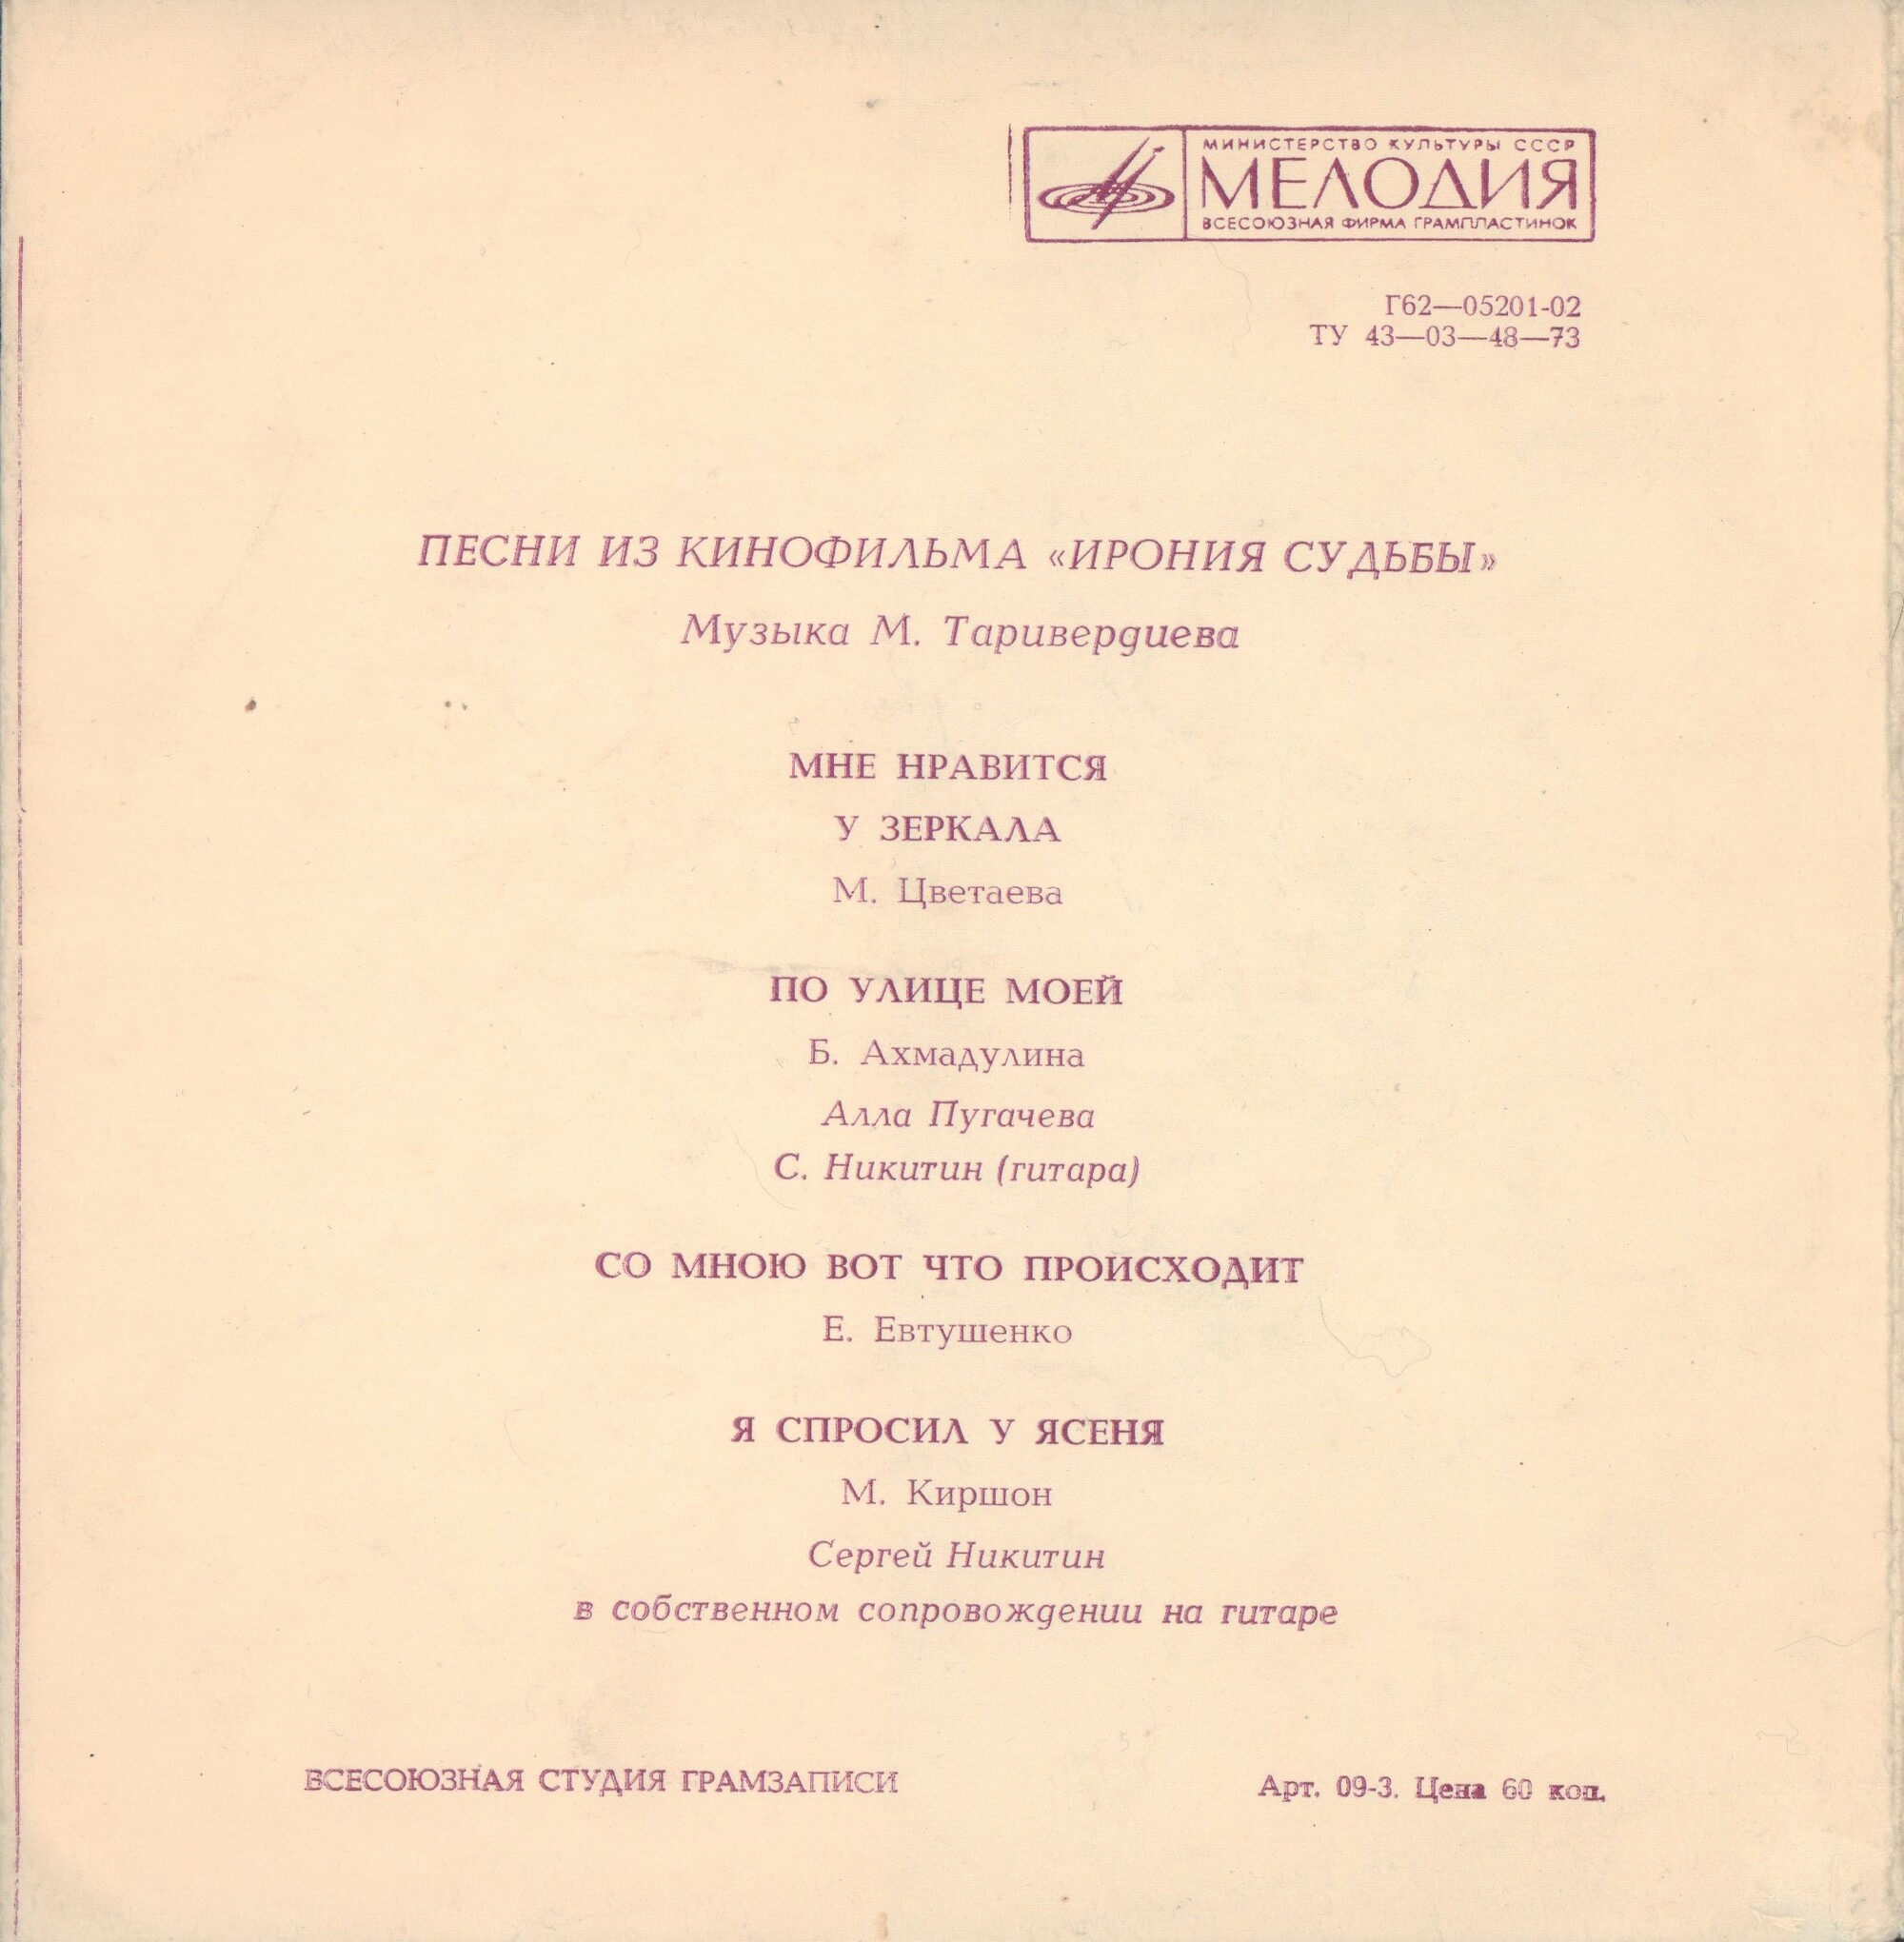 МИНИСТЕРСТВО КУЛЬТУРЫ СССР
МЕЛОДИЯ
ВСЕСОЮЗНАЯ ФИРМА ГРАМПЛАСТИНОК
Г62—05201-02
ТУ 43—03—48—73
ПЕСНИ ИЗ КИНОФИЛЬМА «ИРОНИЯ СУДЬБЫ»
Музыка М. Таривердиева
МНЕ НРАВИТСЯ
У ЗЕРКАЛА
М. Цветаева
ПО УЛИЦЕ МОЕЙ
Б. Ахмадулина
Алла Пугачева
С. Никитин (гитара)
СО МНОЮ ВОТ ЧТО ПРОИСХОДИТ
Е. Евтушенко
Я СПРОСИЛ У ЯСЕНЯ
М. Киршон
Сергей Никитин
в собственном сопровождении на гитаре
ВСЕСОЮЗНАЯ СТУДИЯ ГРАМЗАПИСИ
Арт. 09-3. Цена 60 коп.